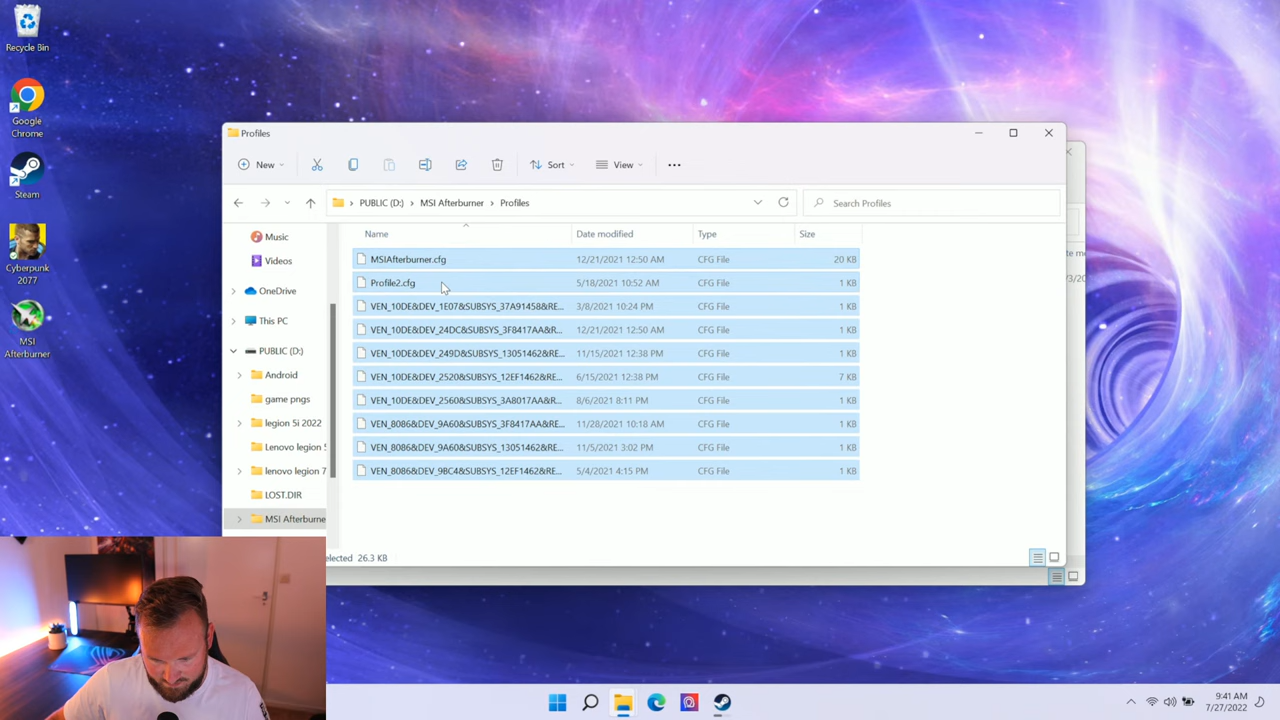 Recycle Bin
Google
Chrome
Steam
Cyberpunk
2077
MSI
Afterburner
Profiles
New
Sort
View
PUBLIC (D:) > MSI Afterburner > Profiles
Search Profiles
Name Date modified Type Size
Music
Videos
OneDrive
This PC
PUBLIC (D:)
Android
game pngs
legion 5i 2022
Lenovo legion 5
lenovo legion 7
LOST.DIR
MSI Afterburne
MSIAfterburner.cfg 12/21/2021 12:50 AM CFG File 20 KB
Profile2.cfg 5/18/2021 10:52 AM CFG File 1 KB
VEN_10DE&DEV_1E07&SUBSYS_37A91458&RE... 3/8/2021 10:24 PM CFG File 1 KB
VEN_10DE&DEV_24DC&SUBSYS_3F8417AA&R... 12/21/2021 12:50 AM CFG File 1 KB
VEN_10DE&DEV_249D&SUBSYS_13051462&RE... 11/15/2021 12:38 PM CFG File 1 KB
VEN_10DE&DEV_2520&SUBSYS_12EF1462&RE... 6/15/2021 12:38 PM CFG File 7 KB
VEN_10DE&DEV_2560&SUBSYS_3A8017AA&R... 8/6/2021 8:11 PM CFG File 1 KB
VEN_8086&DEV_9A60&SUBSYS_3F8417AA&RE... 11/28/2021 10:18 AM CFG File 1 KB
VEN_8086&DEV_9A60&SUBSYS_13051462&RE... 11/5/2021 3:02 PM CFG File 1 KB
VEN_8086&DEV_9BC4&SUBSYS_12EF1462&RE... 5/4/2021 4:15 PM CFG File 1 KB
elected 26.3 KB
9:41 AM
7/27/2022